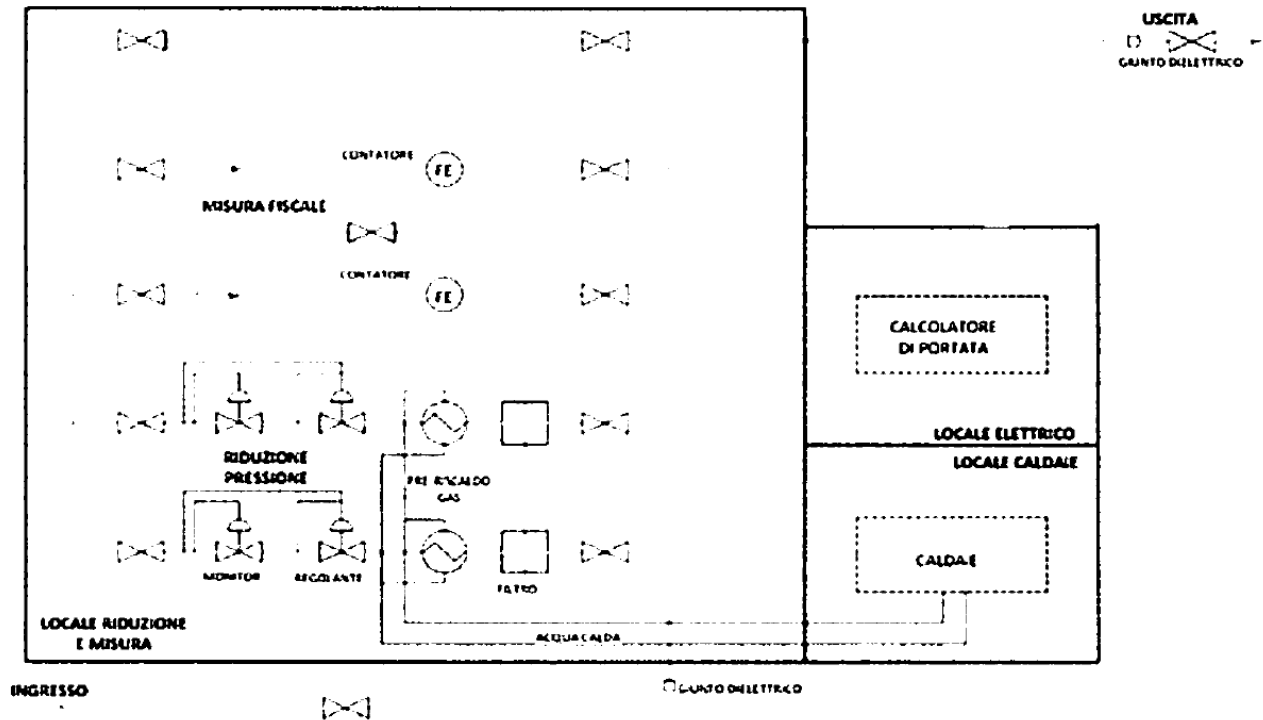 USCITA
GIUNTO DIELETTRICO
CONTATORE
FE
MISURA FISCALE
CONTATORE
FE
CALCOLATORE
DI PORTATA
LOCALE ELETTRICO
LOCALE CALDAIE
RIDUZIONE
PRESSIONE
PRE-RISCALDO
GAS
MONITOR
REGOLANTE
FILTRO
CALDAIE
LOCALE RIDUZIONE
E MISURA
ACQUA CALDA
INGRESSO
GIUNTO DIELETTRICO